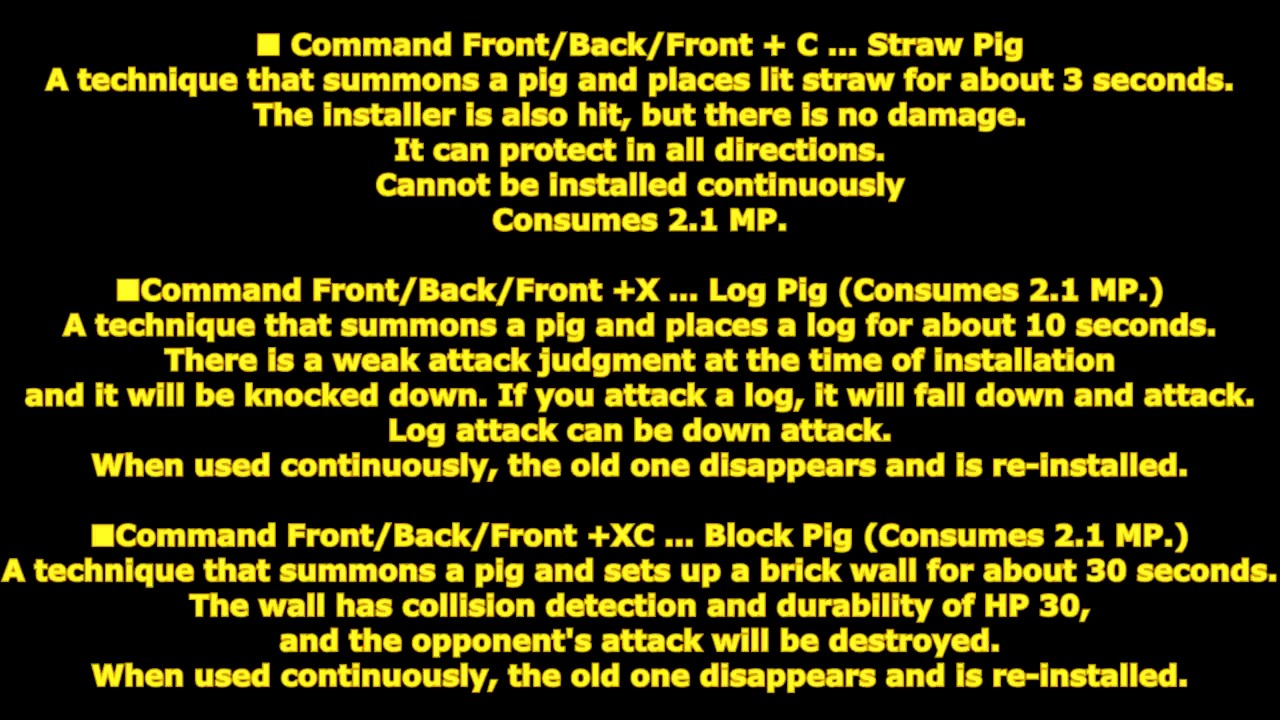 ■ Command Front/Back/Front + C ... Straw Pig
A technique that summons a pig and places lit straw for about 3 seconds.
The installer is also hit, but there is no damage.
It can protect in all directions.
Cannot be installed continuously
Consumes 2.1 MP.
■Command Front/Back/Front +X ... Log Pig (Consumes 2.1 MP.)
A technique that summons a pig and places a log for about 10 seconds.
There is a weak attack judgment at the time of installation
and it will be knocked down. If you attack a log, it will fall down and attack.
Log attack can be down attack.
When used continuously, the old one disappears and is re-installed.
■Command Front/Back/Front +XC ... Block Pig (Consumes 2.1 MP.)
A technique that summons a pig and sets up a brick wall for about 30 seconds.
The wall has collision detection and durability of HP 30,
and the opponent's attack will be destroyed.
When used continuously, the old one disappears and is re-installed.